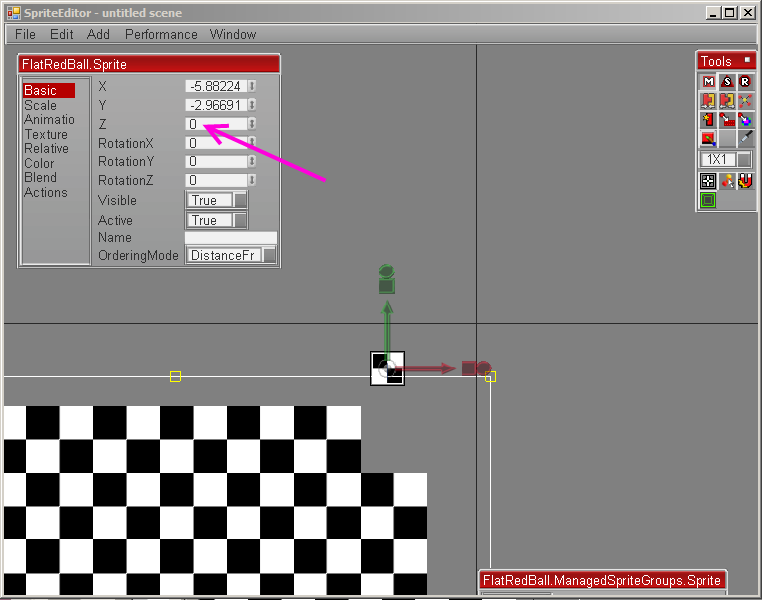 SpriteEditor - untitled scene
File Edit Add Performance Window
FlatRedBall.Sprite
Basic
Scale
Animatio
Texture
Relative
Color
Blend
Actions
X -5.88224
Y -2.96691
Z 0
RotationX 0
RotationY 0
RotationZ 0
Visible True
Active True
Name
OrderingMode DistanceFr
Tools
M S R
1X1
FlatRedBall.ManagedSpriteGroups.Sprite